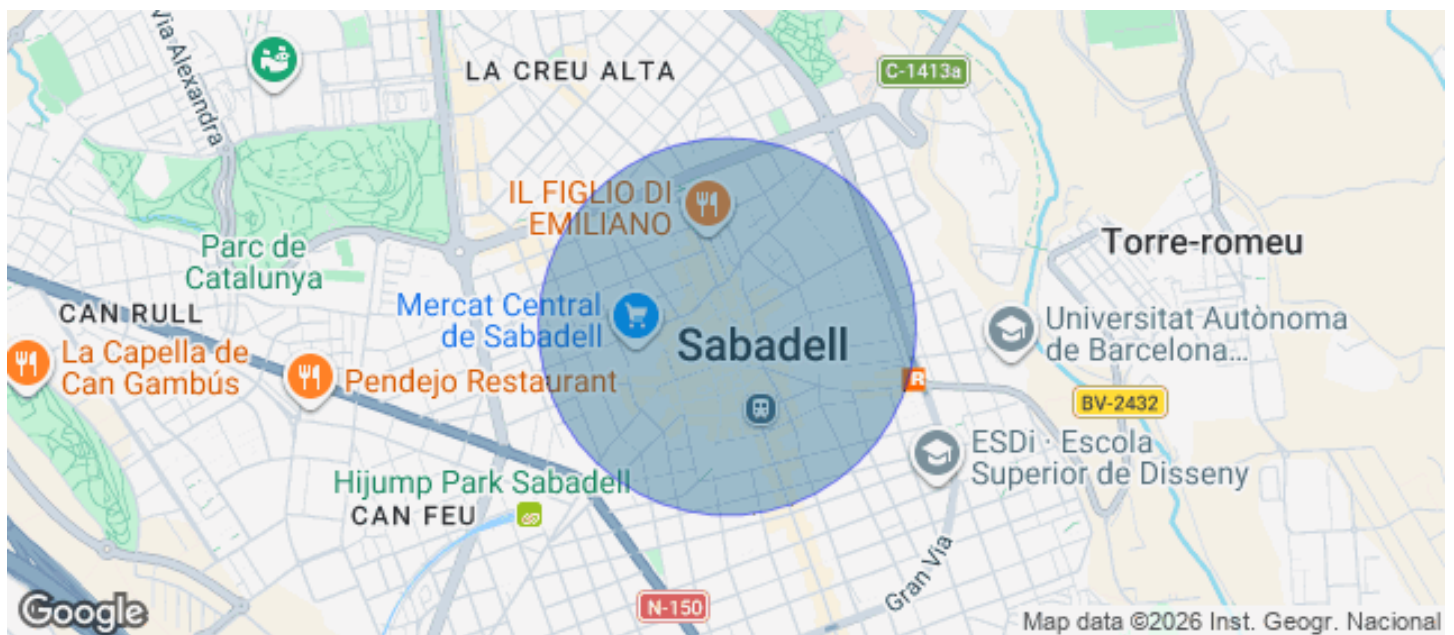 Via Alexandra
LA CREU ALTA
C-1413a
IL FIGLIO DI
EMILIANO
Parc de
Catalunya
Torre-romeu
CAN RULL
Mercat Central
de Sabadell
Sabadell
Universitat Autònoma
de Barcelona...
La Capella de
Can Gambús
Pendejo Restaurant
R
BV-2432
ESDi · Escola
Superior de Disseny
Hijump Park Sabadell
CAN FEU
Gran Via
N-150
Google
Map data ©2026 Inst. Geogr. Nacional